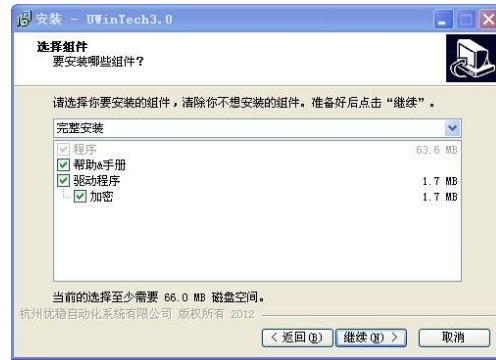 安装 - UWinTech3.0
选择组件
要安装哪些组件？
请选择你要安装的组件，清除你不想安装的组件。准备好后点击“继续”。
完整安装
程序 63.6 MB
帮助&手册
驱动程序 1.7 MB
加密 1.7 MB
当前的选择至少需要 66.0 MB 磁盘空间。
杭州优稳自动化系统有限公司 版权所有 2012
< 返回(B) 继续(N) > 取消